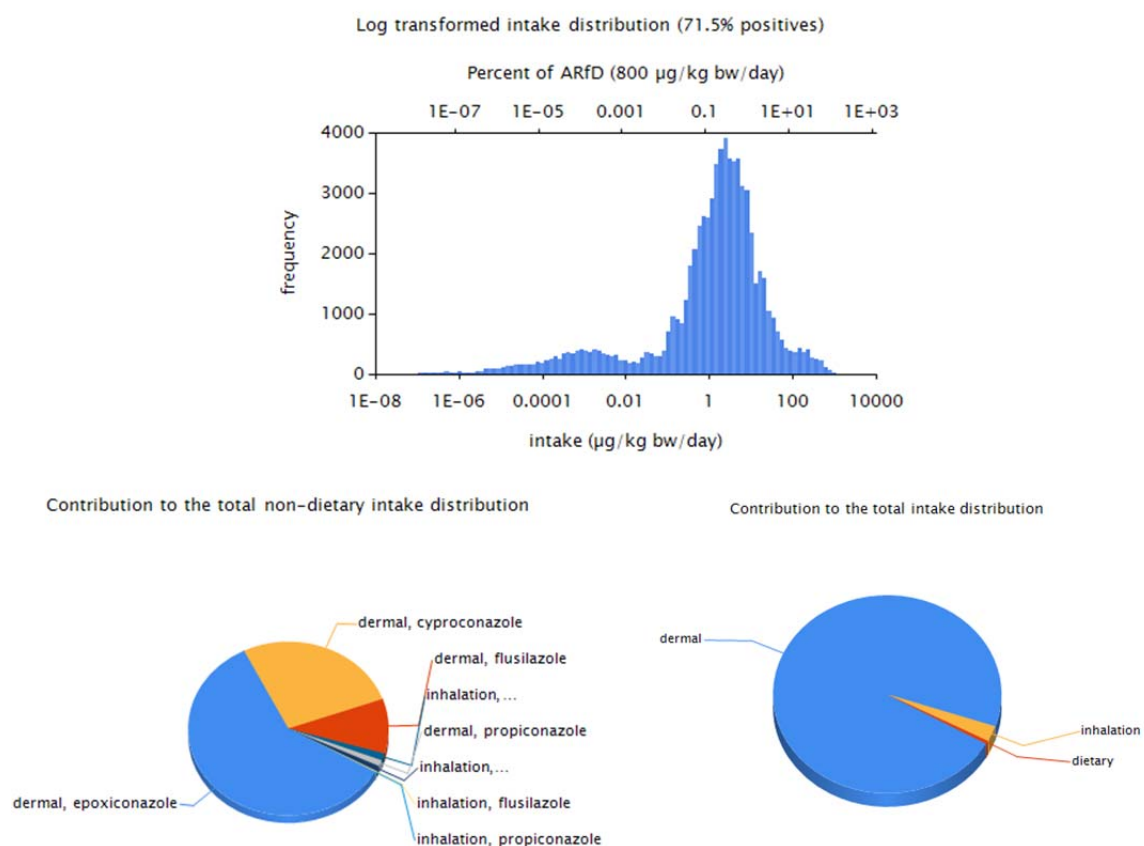 Log transformed intake distribution (71.5% positives)
Percent of ARfD (800 µg/kg bw/day)
1E-07 1E-05 0.001 0.1 1E+01 1E+03
4000
3000
2000
1000
0
frequency
1E-08 1E-06 0.0001 0.01 1 100 10000
intake (µg/kg bw/day)
Contribution to the total non-dietary intake distribution
dermal, cyproconazole
dermal, flusilazole
inhalation, ...
dermal, propiconazole
inhalation, ...
dermal, epoxiconazole
inhalation, flusilazole
inhalation, propiconazole
Contribution to the total intake distribution
dermal
inhalation
dietary